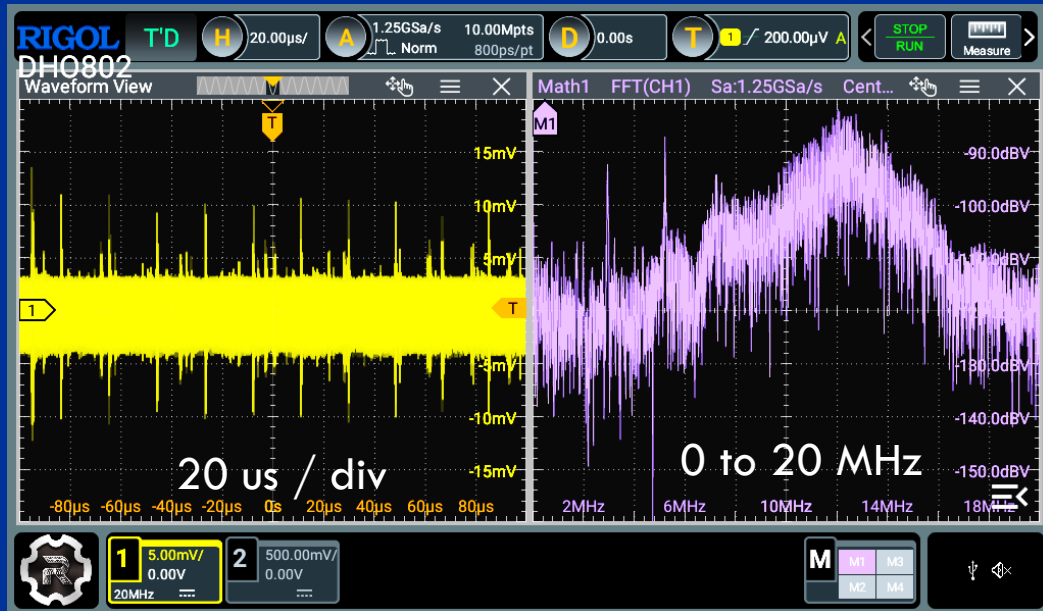 RIGOL T'D H 20.00µs/ A 1.25GSa/s 10.00Mpts D 0.00s T 1 200.00µV A STOP
Norm 800ps/pt RUN Measure
DHO802
Waveform View Math1 FFT(CH1) Sa:1.25GSa/s Cent...
T M1
15mV -90.0dBV
10mV -100.0dBV
5mV -110.0dBV
1 T
-5mV -130.0dBV
-10mV -140.0dBV
-15mV -150.0dBV
20 us / div 0 to 20 MHz
-80µs -60µs -40µs -20µs 0s 20µs 40µs 60µs 80µs 2MHz 6MHz 10MHz 14MHz 18MHz
1 5.00mV/ 2 500.00mV/ M M1 M3
0.00V 0.00V M2 M4
20MHz
R